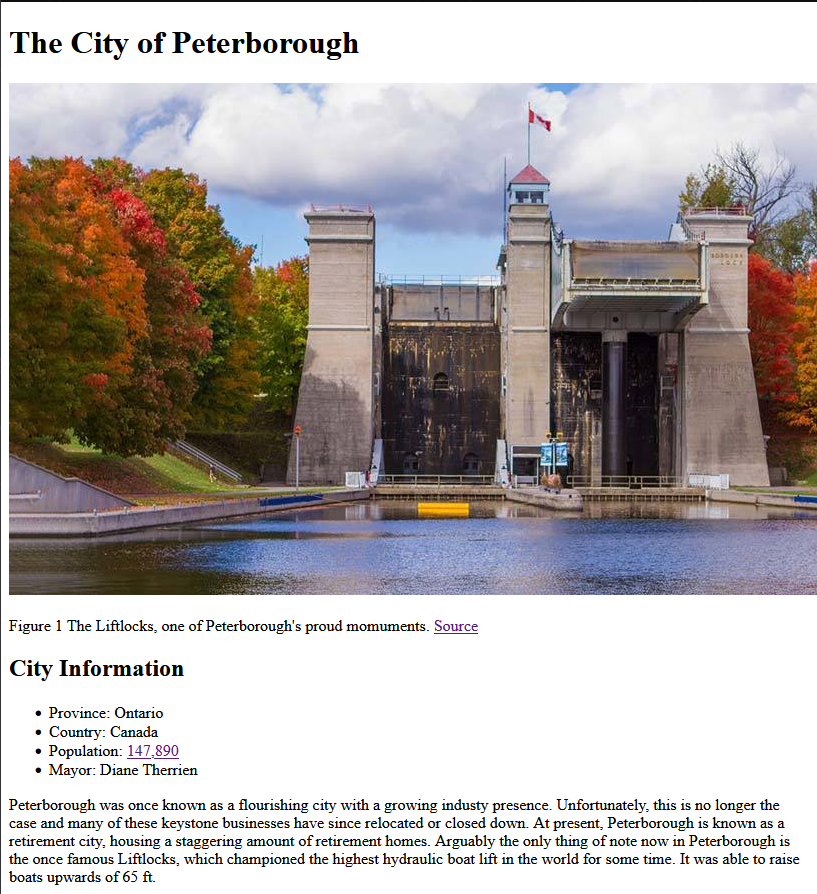 The City of Peterborough
Figure 1 The Liftlocks, one of Peterborough's proud momuments. Source
City Information
• Province: Ontario
• Country: Canada
• Population: 147,890
• Mayor: Diane Therrien
Peterborough was once known as a flourishing city with a growing industy presence. Unfortunately, this is no longer the
case and many of these keystone businesses have since relocated or closed down. At present, Peterborough is known as a
retirement city, housing a staggering amount of retirement homes. Arguably the only thing of note now in Peterborough is
the once famous Liftlocks, which championed the highest hydraulic boat lift in the world for some time. It was able to raise
boats upwards of 65 ft.